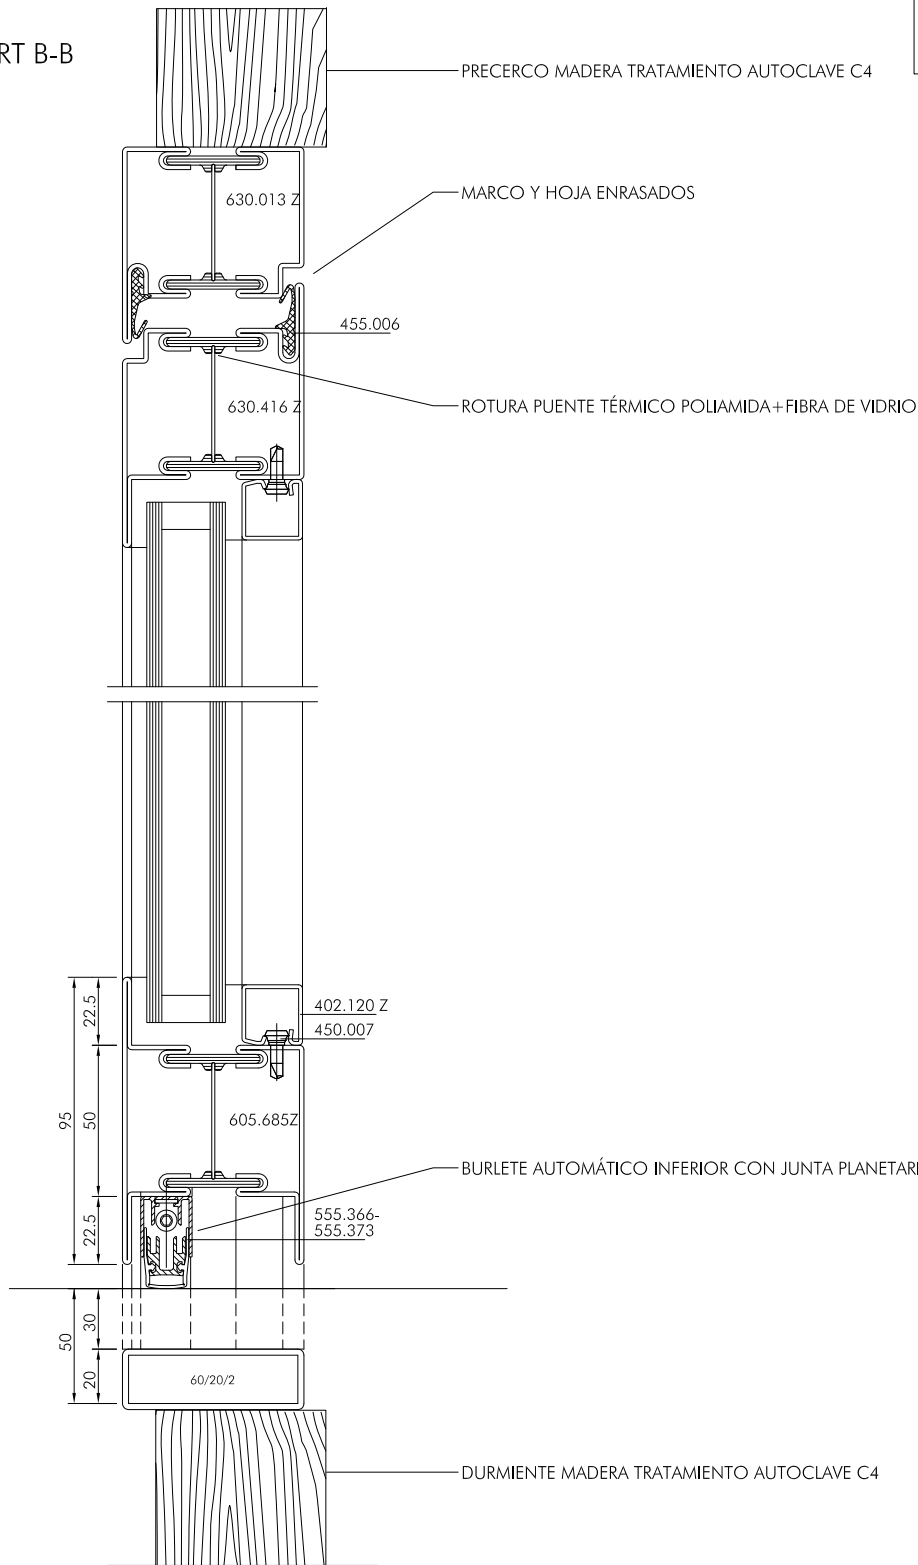 RT B-B
PRECERCO MADERA TRATAMIENTO AUTOCLAVE C4
630.013 Z
MARCO Y HOJA ENRASADOS
455.006
630.416 Z
ROTURA PUENTE TÉRMICO POLIAMIDA+FIBRA DE VIDRIO
22.5
402.120 Z
450.007
95
50
605.685Z
BURLETE AUTOMÁTICO INFERIOR CON JUNTA PLANETAR
22.5
555.366-
555.373
50
30
20
60/20/2
DURMIENTE MADERA TRATAMIENTO AUTOCLAVE C4